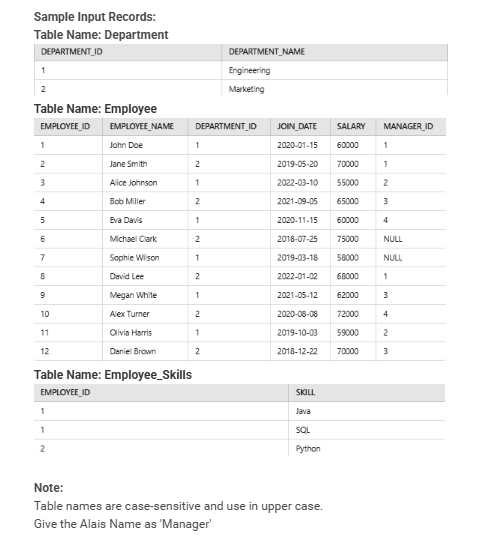 Sample Input Records:
Table Name: Department
DEPARTMENT_ID DEPARTMENT_NAME
1 Engineering
2 Marketing
Table Name: Employee
EMPLOYEE_ID EMPLOYEE_NAME DEPARTMENT_ID JOIN_DATE SALARY MANAGER_ID
1 John Doe 1 2020-01-15 60000 1
2 Jane Smith 2 2019-05-20 70000 1
3 Alice Johnson 1 2022-03-10 55000 2
4 Bob Miller 2 2021-09-05 65000 3
5 Eva Davis 1 2020-11-15 60000 4
6 Michael Clark 2 2018-07-25 75000 NULL
7 Sophie Wilson 1 2019-03-18 58000 NULL
8 David Lee 2 2022-01-02 68000 1
9 Megan White 1 2021-05-12 62000 3
10 Alex Turner 2 2020-08-08 72000 4
11 Olivia Harris 1 2019-10-03 59000 2
12 Daniel Brown 2 2018-12-22 70000 3
Table Name: Employee_Skills
EMPLOYEE_ID SKILL
1 Java
1 SQL
2 Python
Note:
Table names are case-sensitive and use in upper case.
Give the Alais Name as 'Manager'